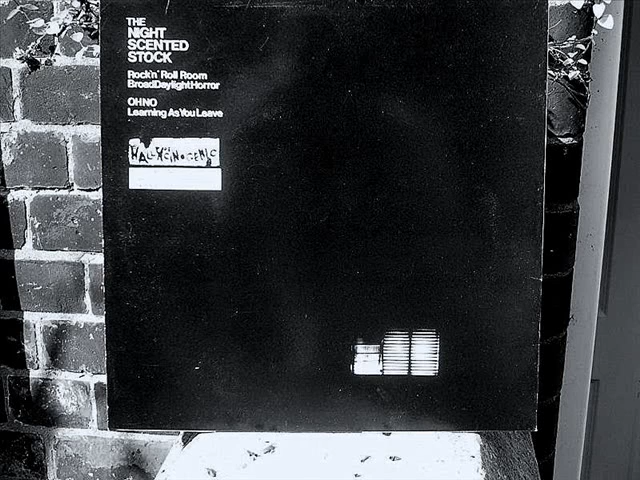 THE
NIGHT
SCENTED
STOCK
Rock'n' Roll Room
BroadDaylightHorror
OHNO
Learning As You Leave
HALLUCINOGENIC